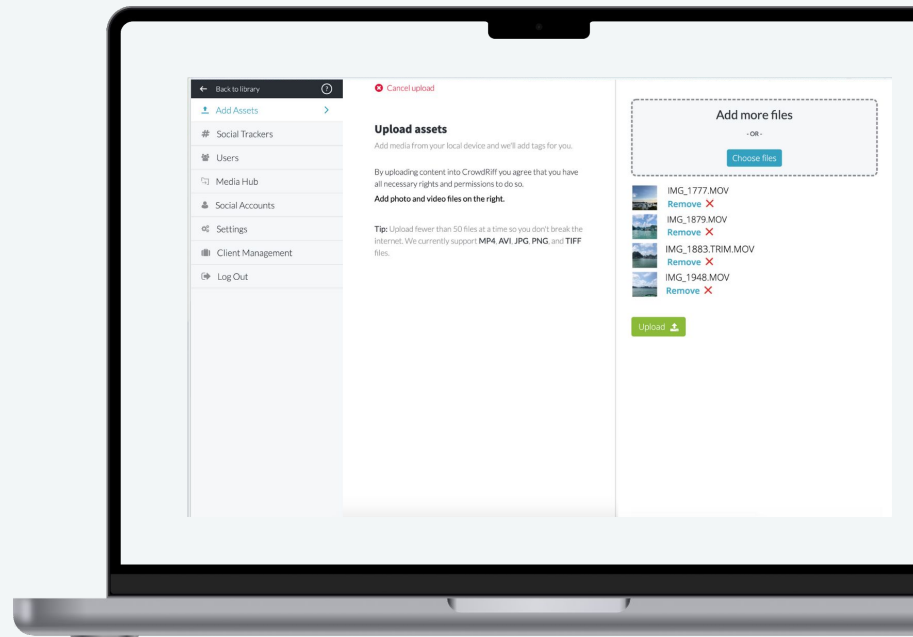 Back to library
?
Add Assets
Social Trackers
Users
Media Hub
Social Accounts
Settings
Client Management
Log Out
Cancel upload
Upload assets
Add media from your local device and we'll add tags for you.
By uploading content into CrowdRiff you agree that you have
all necessary rights and permissions to do so.
Add photo and video files on the right.
Tip: Upload fewer than 50 files at a time so you don't break the
internet. We currently support MP4, AVI, JPG, PNG, and TIFF
files.
Add more files
- OR -
Choose files
IMG_1777.MOV
Remove
IMG_1879.MOV
Remove
IMG_1883.TRIM.MOV
Remove
IMG_1948.MOV
Remove
Upload